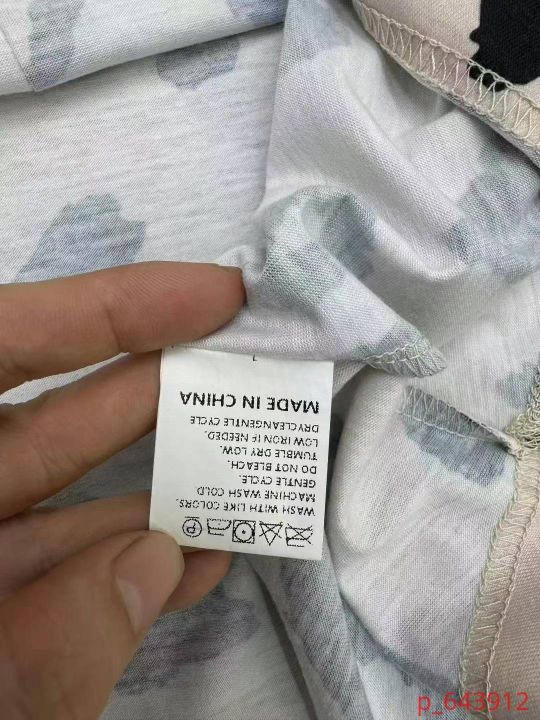 WASH WITH LIKE COLORS.
MACHINE WASH COLD
GENTLE CYCLE.
DO NOT BLEACH.
TUMBLE DRY LOW.
LOW IRON IF NEEDED.
DRYCLEANGENTLE CYCLE
MADE IN CHINA
p_643912